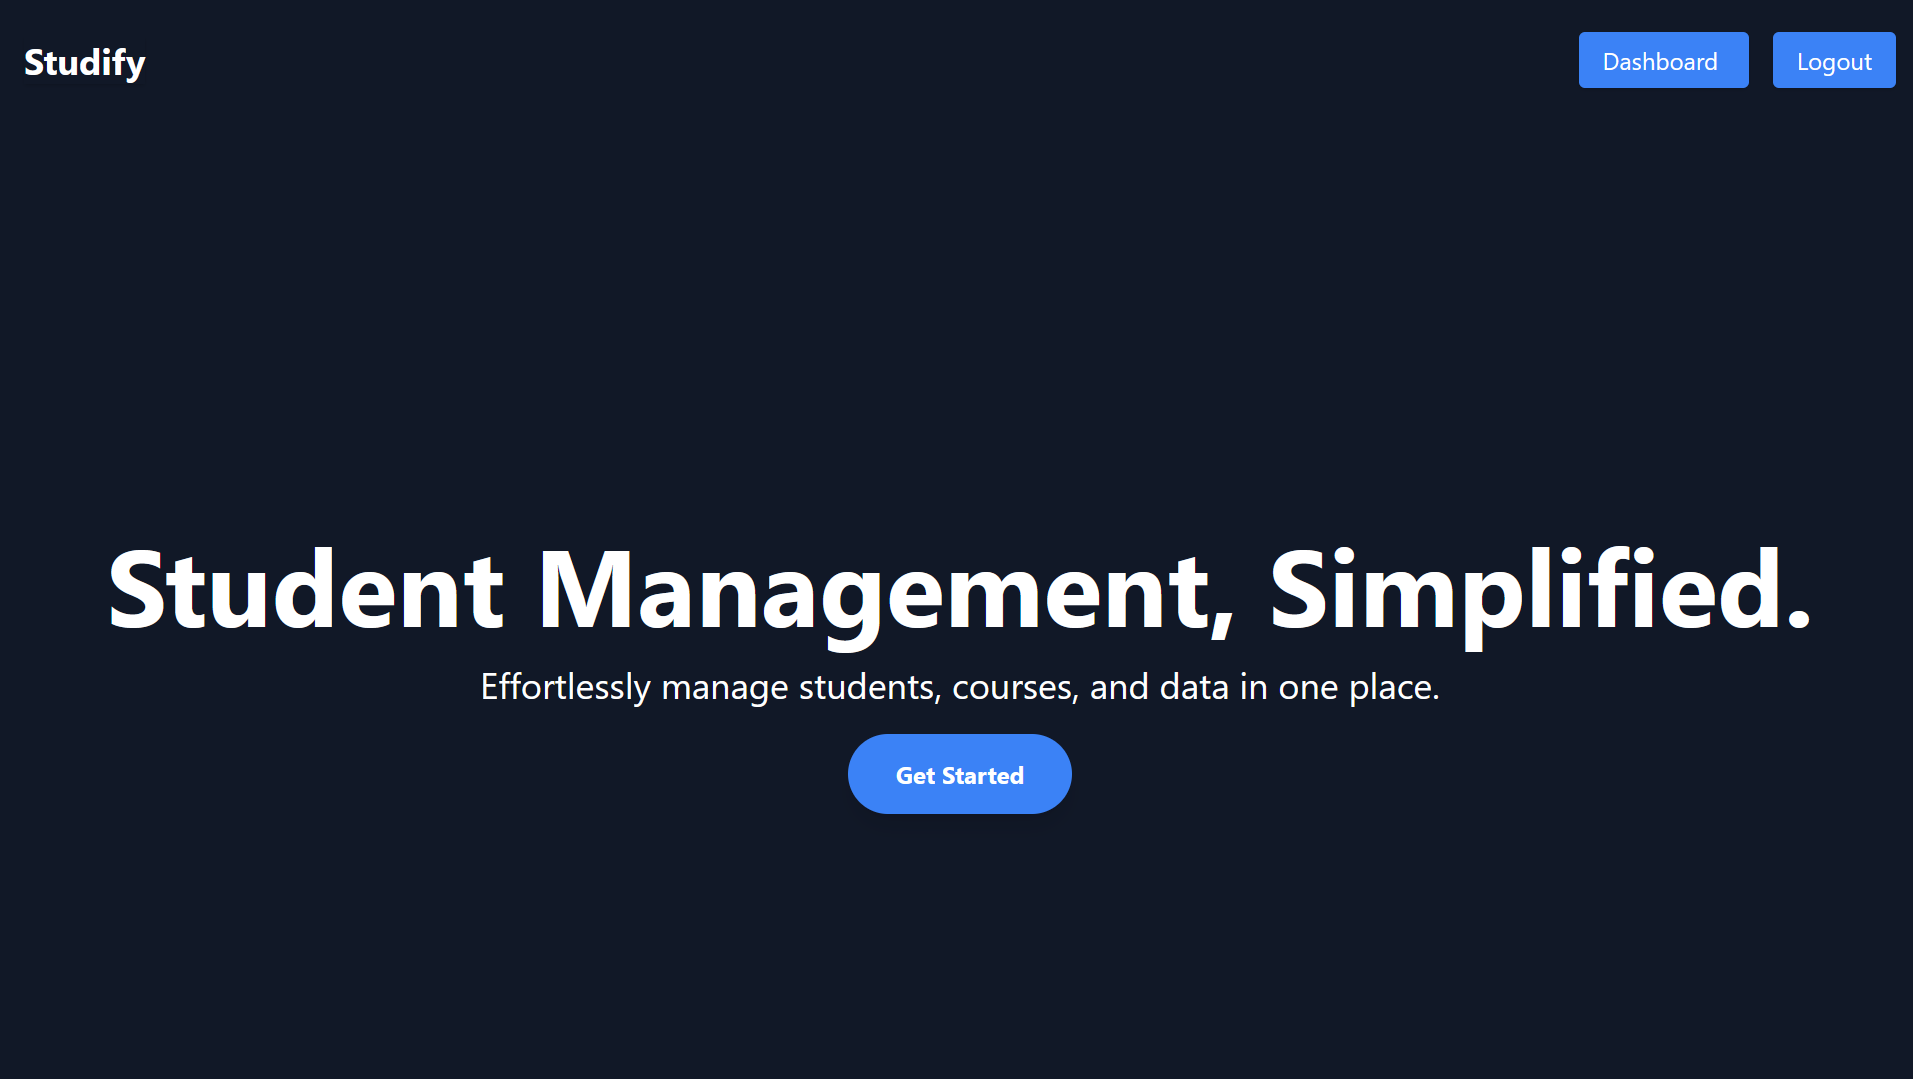 Studify
Dashboard
Logout
Student Management, Simplified.
Effortlessly manage students, courses, and data in one place.
Get Started